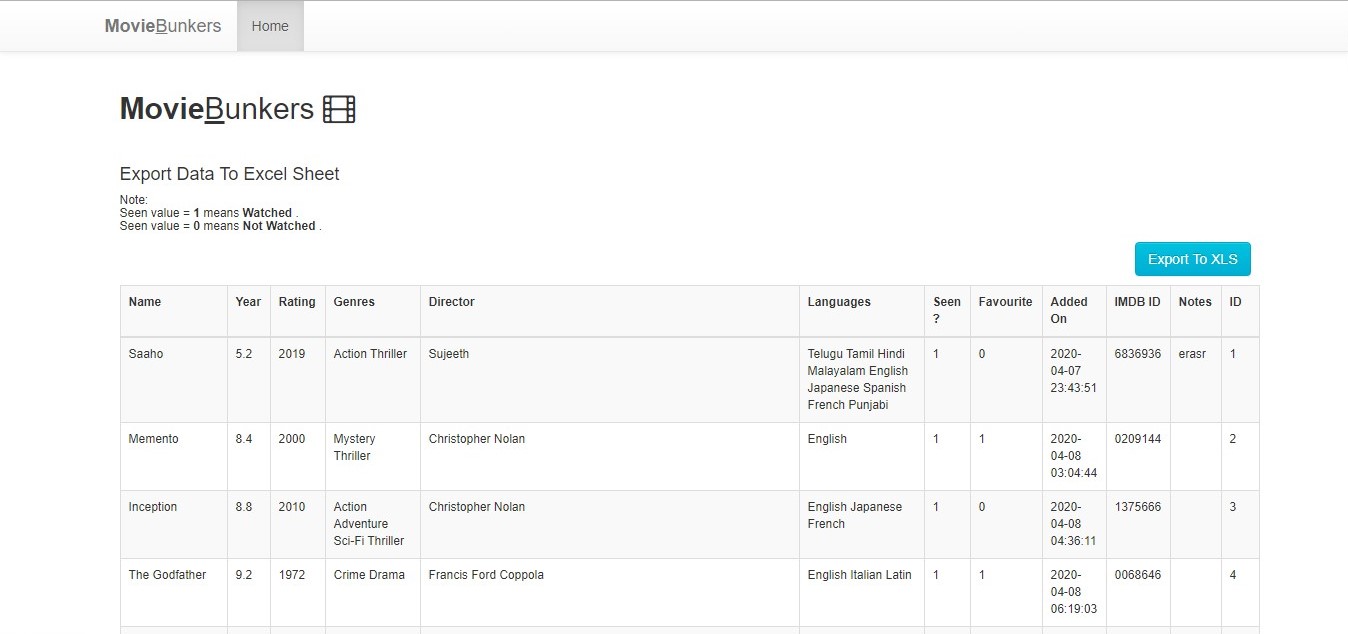 MovieBunkers Home
MovieBunkers
Export Data To Excel Sheet
Note:
Seen value = 1 means Watched .
Seen value = 0 means Not Watched .
Export To XLS
Name Year Rating Genres Director Languages Seen ? Favourite Added On IMDB ID Notes ID
Saaho 5.2 2019 Action Thriller Sujeeth Telugu Tamil Hindi Malayalam English Japanese Spanish French Punjabi 1 0 2020-04-07 23:43:51 6836936 erasr 1
Memento 8.4 2000 Mystery Thriller Christopher Nolan English 1 1 2020-04-08 03:04:44 0209144 2
Inception 8.8 2010 Action Adventure Sci-Fi Thriller Christopher Nolan English Japanese French 1 0 2020-04-08 04:36:11 1375666 3
The Godfather 9.2 1972 Crime Drama Francis Ford Coppola English Italian Latin 1 1 2020-04-08 06:19:03 0068646 4